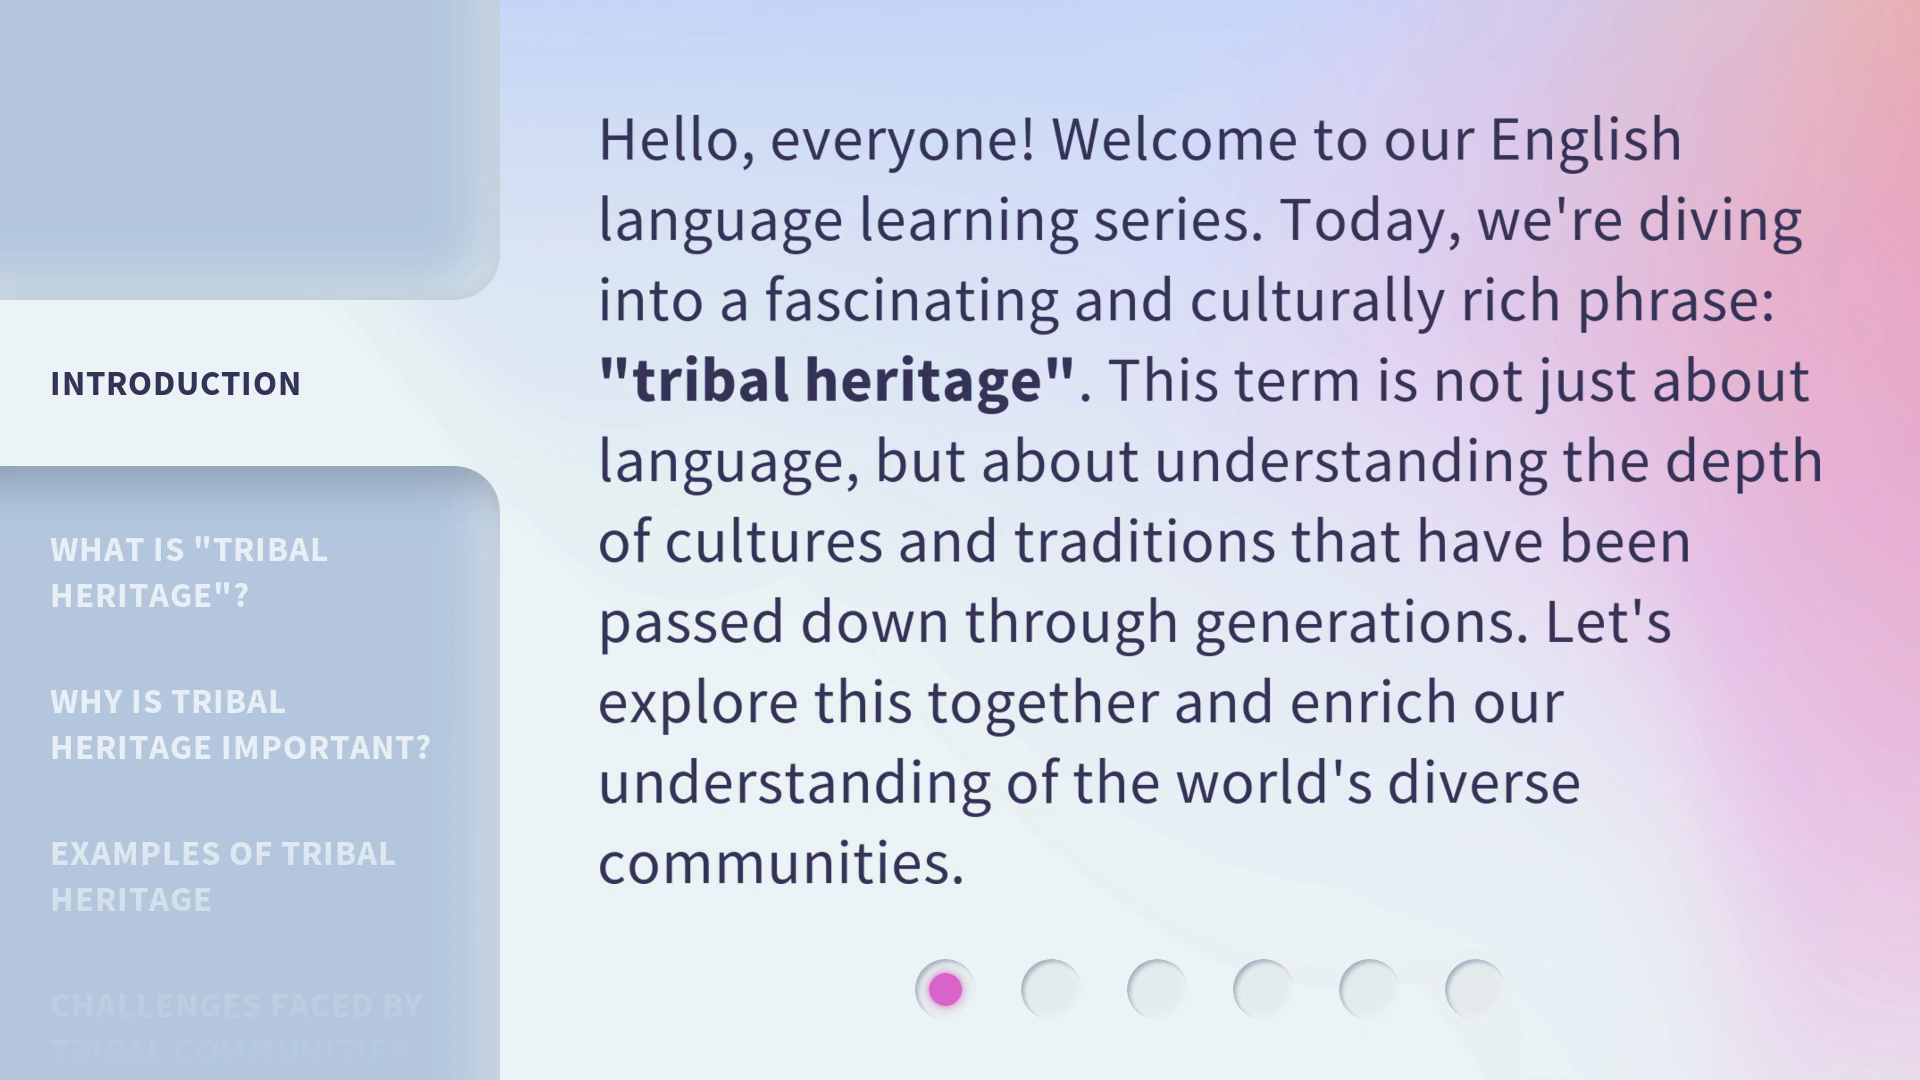 INTRODUCTION
WHAT IS "TRIBAL
HERITAGE"?
WHY IS TRIBAL
HERITAGE IMPORTANT?
EXAMPLES OF TRIBAL
HERITAGE
CHALLENGES FACED BY
TRIBAL COMMUNITIES
Hello, everyone! Welcome to our English
language learning series. Today, we're diving
into a fascinating and culturally rich phrase:
"tribal heritage". This term is not just about
language, but about understanding the depth
of cultures and traditions that have been
passed down through generations. Let's
explore this together and enrich our
understanding of the world's diverse
communities.